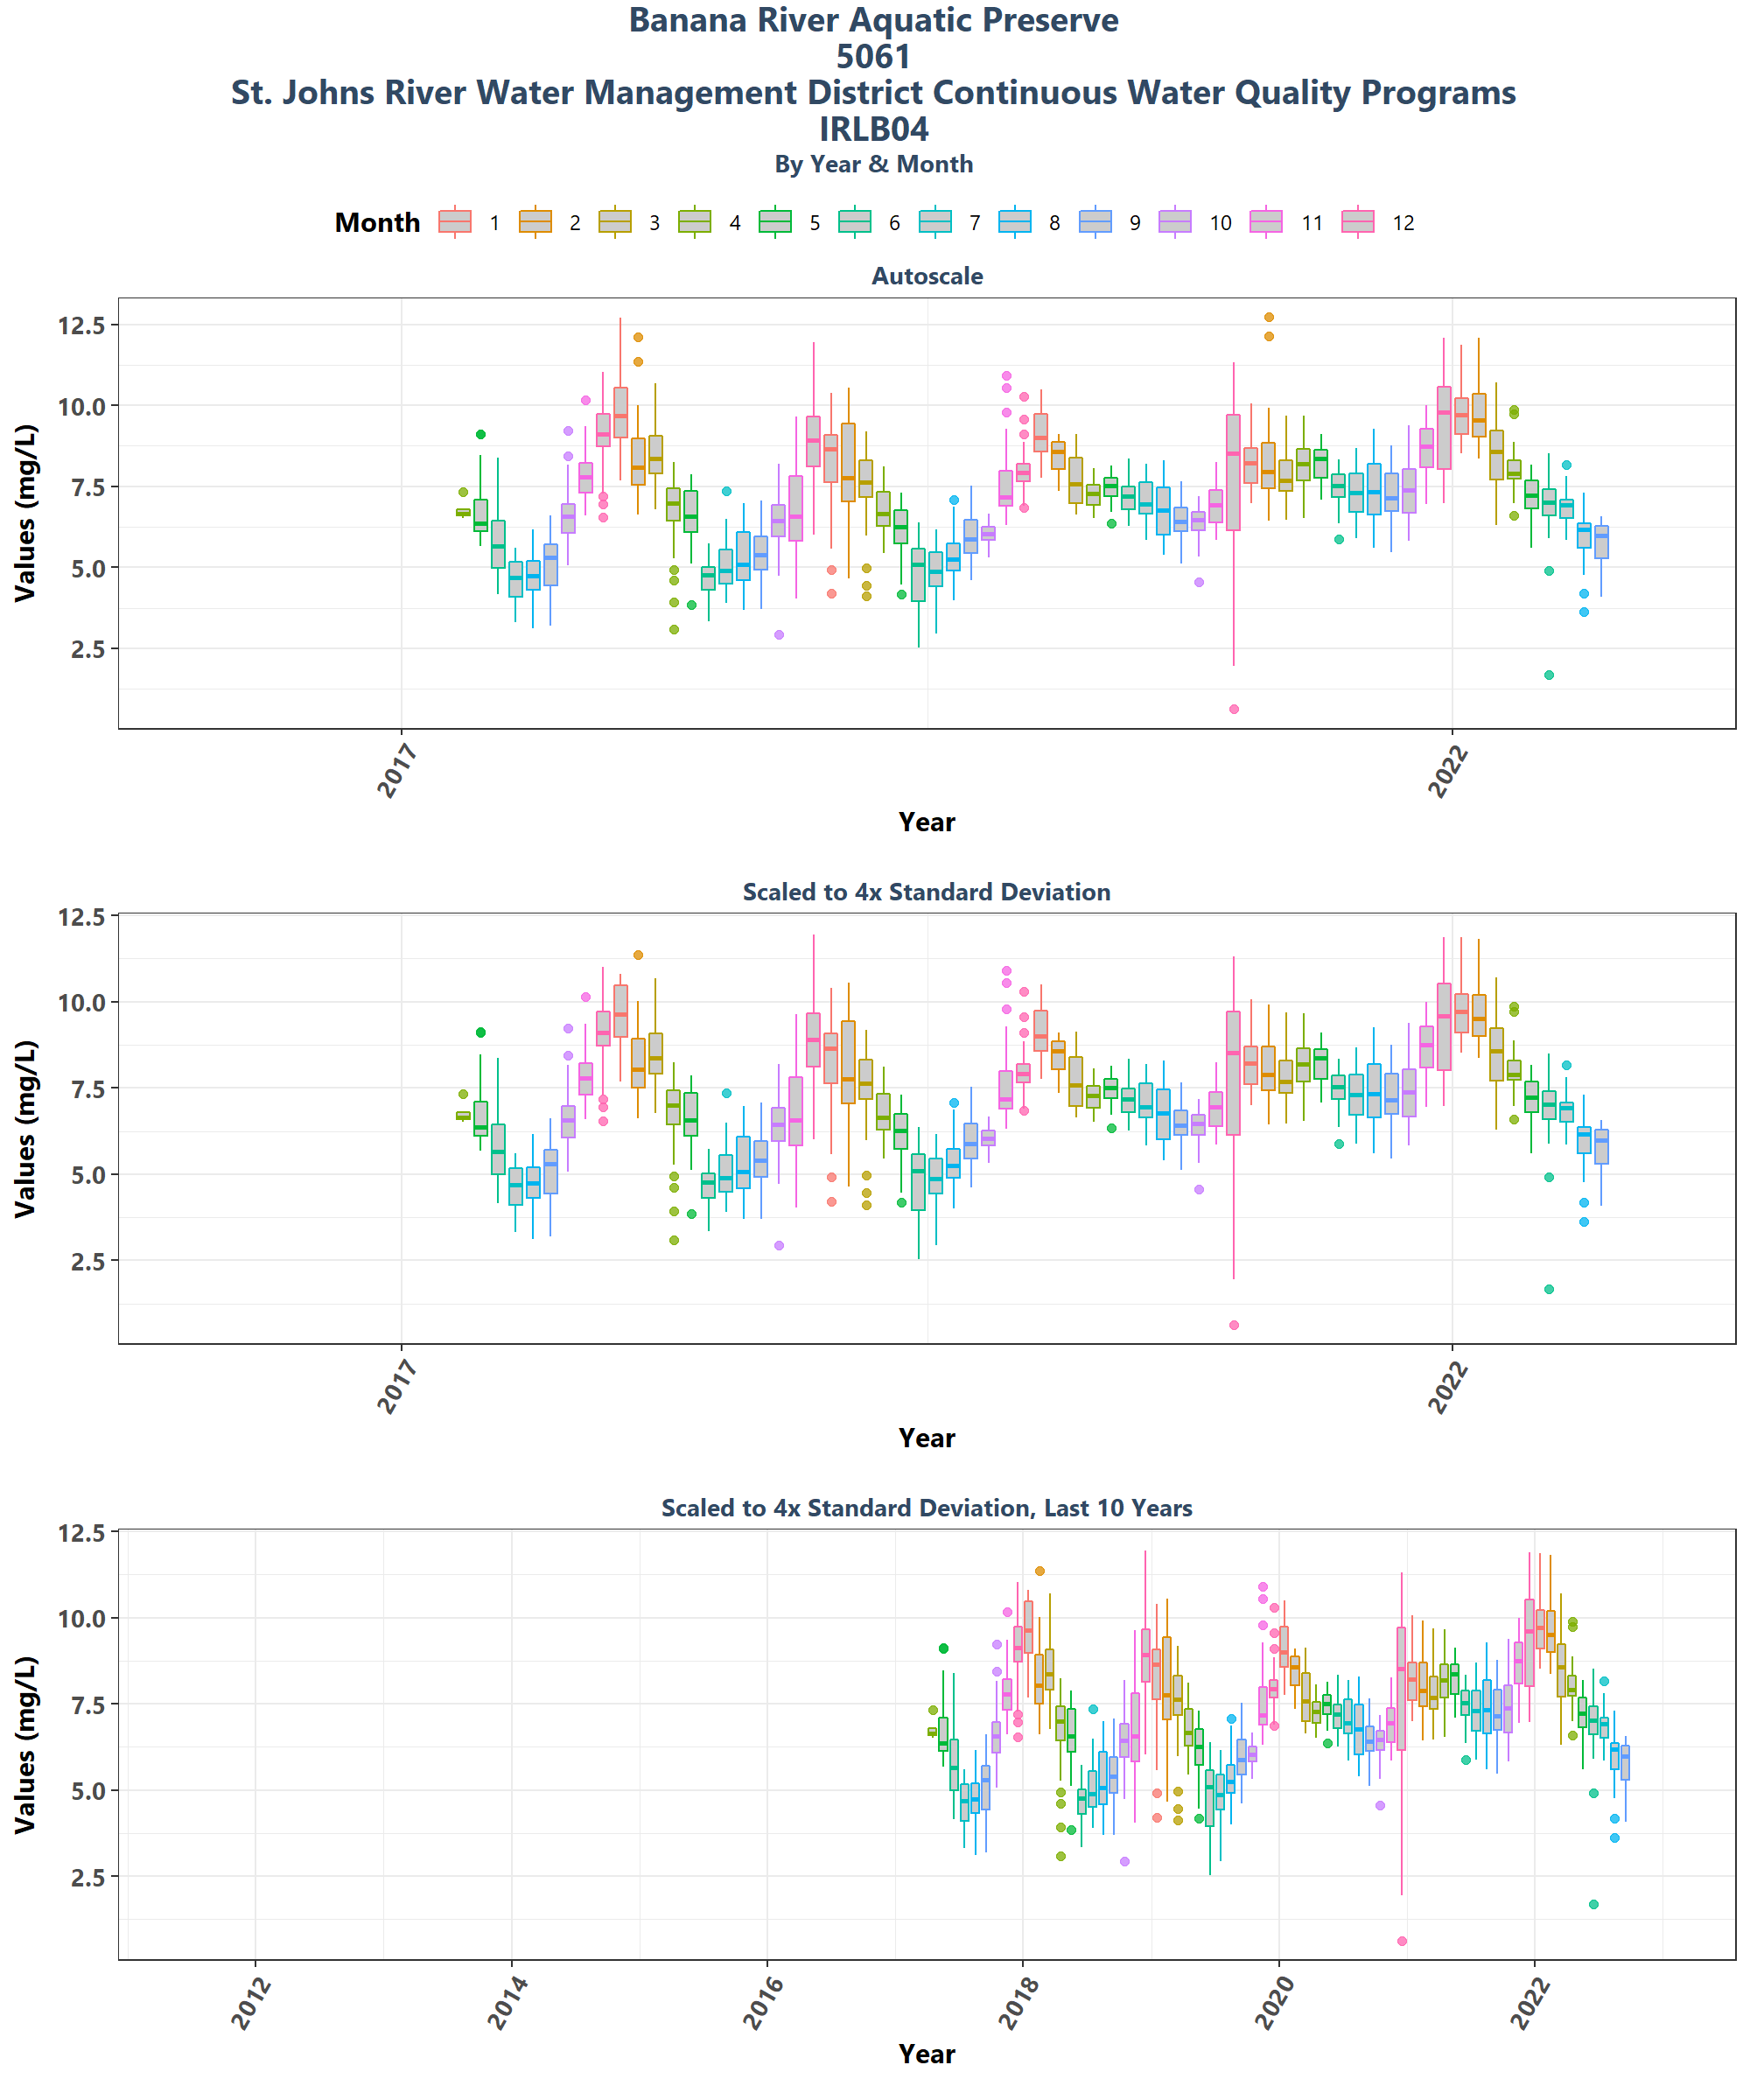 Banana River Aquatic Preserve
5061
St. Johns River Water Management District Continuous Water Quality Programs
IRLB04
By Year & Month
Month 1 2 3 4 5 6 7 8 9 10 11 12
Autoscale
Values (mg/L)
12.5
10.0
7.5
5.0
2.5
2017 2022
Year
Scaled to 4x Standard Deviation
Values (mg/L)
12.5
10.0
7.5
5.0
2.5
2017 2022
Year
Scaled to 4x Standard Deviation, Last 10 Years
Values (mg/L)
12.5
10.0
7.5
5.0
2.5
2012 2014 2016 2018 2020 2022
Year